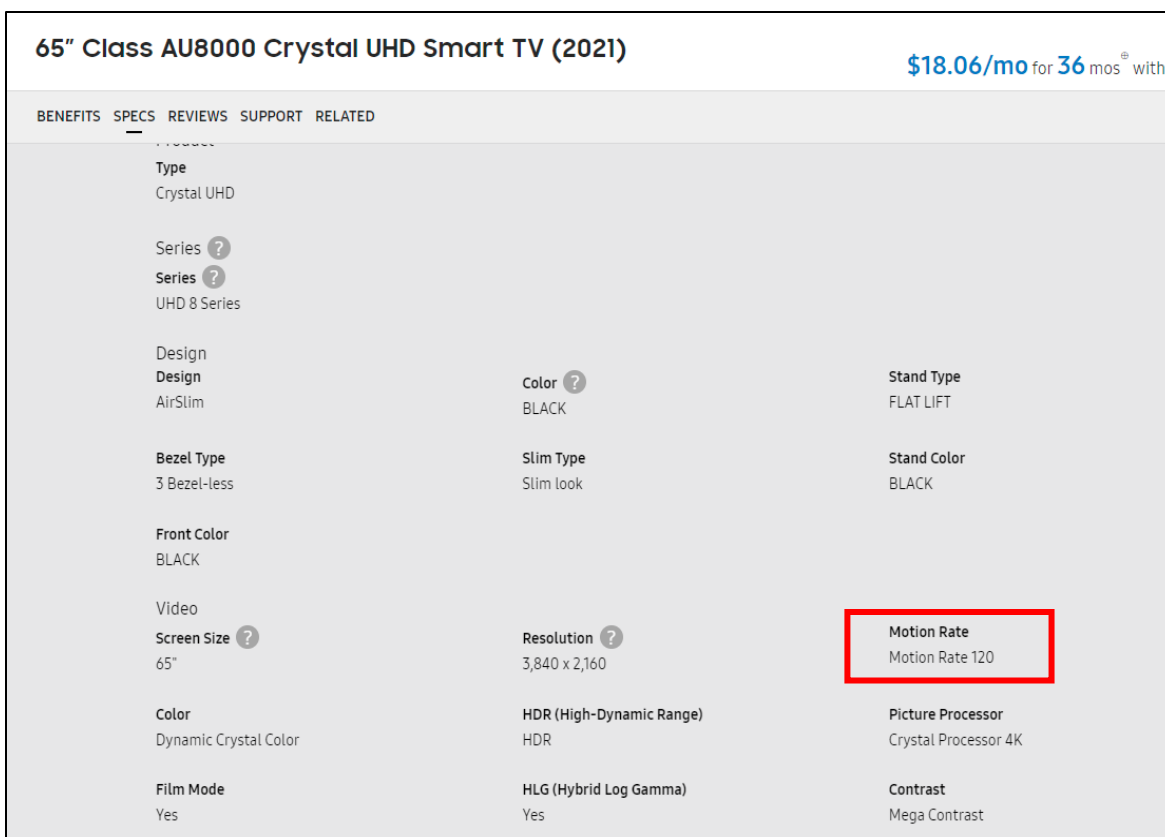 65" Class AU8000 Crystal UHD Smart TV (2021)
$18.06/mo for 36 mos⊕ with
BENEFITS SPECS REVIEWS SUPPORT RELATED
Product
Type
Crystal UHD
Series ?
Series ?
UHD 8 Series
Design
Design
AirSlim
Color ?
BLACK
Stand Type
FLAT LIFT
Bezel Type
3 Bezel-less
Slim Type
Slim look
Stand Color
BLACK
Front Color
BLACK
Video
Screen Size ?
65"
Resolution ?
3,840 x 2,160
Motion Rate
Motion Rate 120
Color
Dynamic Crystal Color
HDR (High-Dynamic Range)
HDR
Picture Processor
Crystal Processor 4K
Film Mode
Yes
HLG (Hybrid Log Gamma)
Yes
Contrast
Mega Contrast